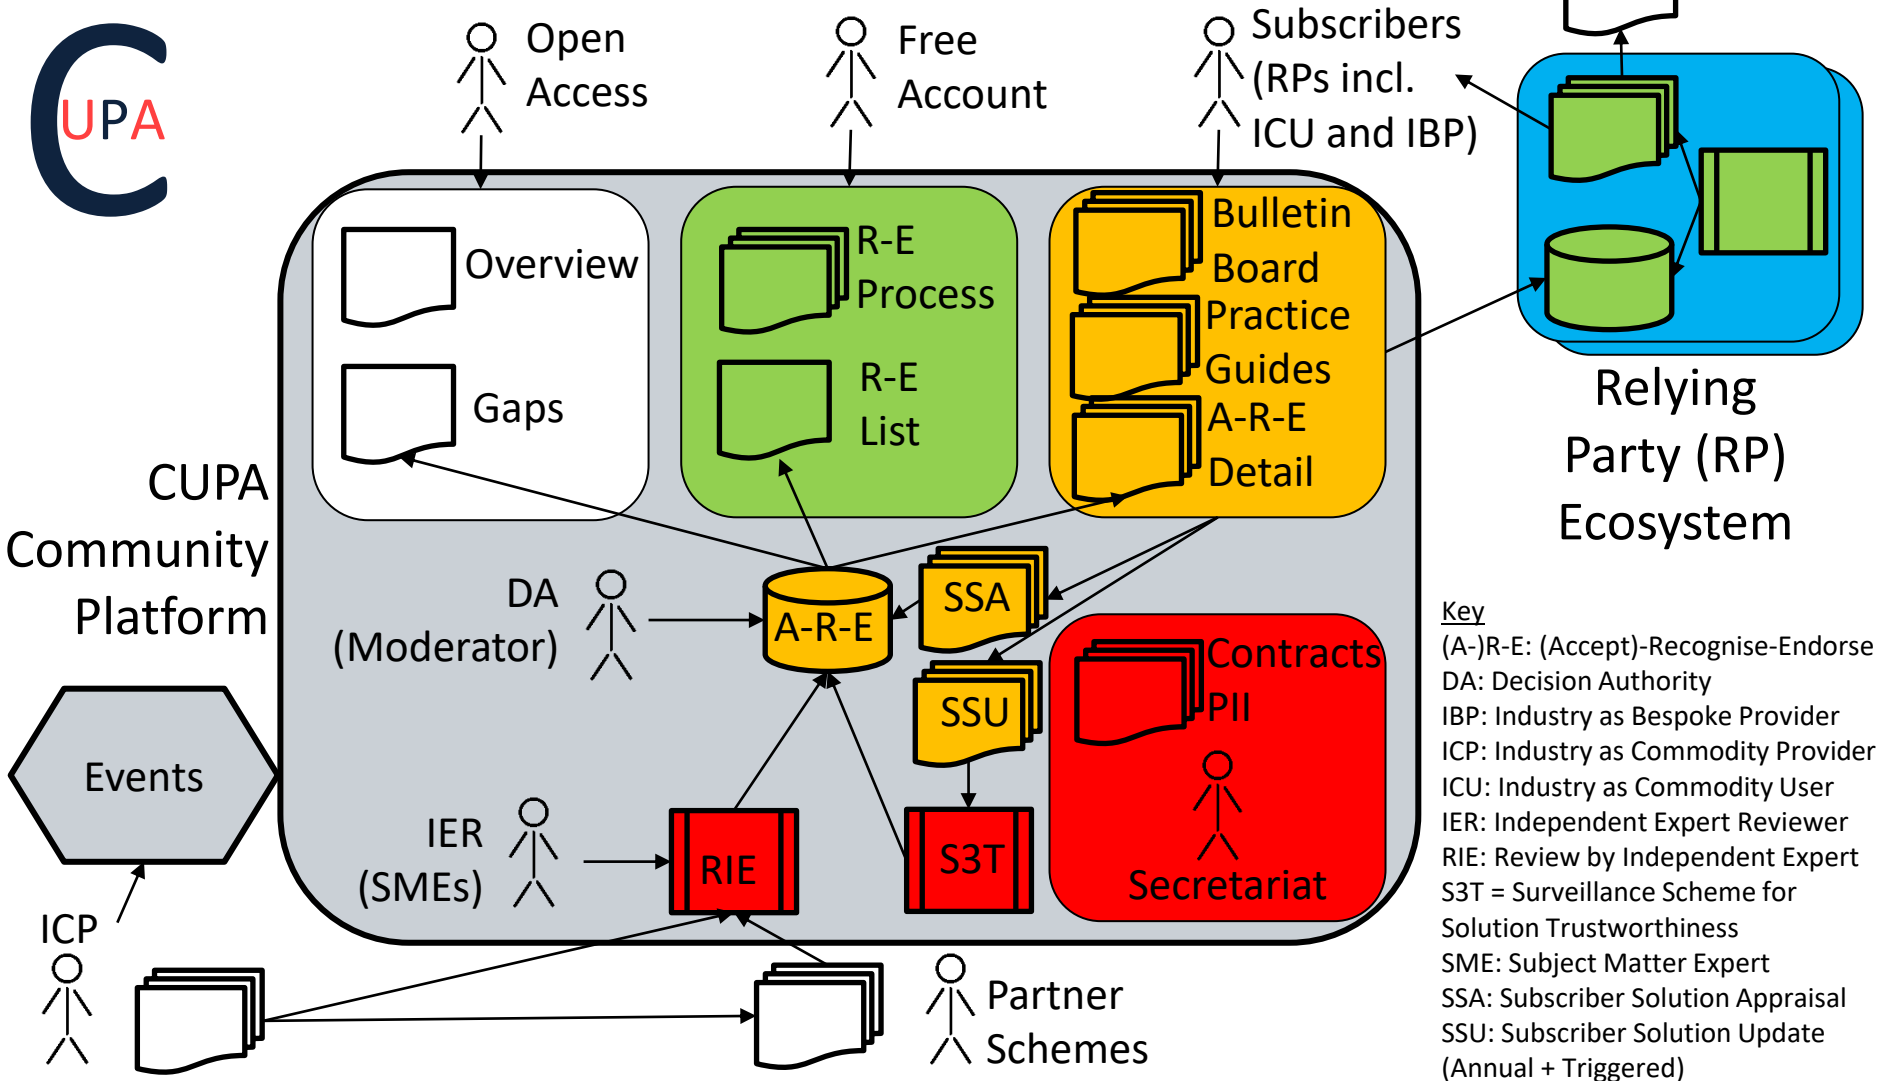 CUPA
Open
Access
Free
Account
Subscribers
(RPs incl.
ICU and IBP)
Overview
Gaps
R-E
Process
R-E
List
Bulletin
Board
Practice
Guides
A-R-E
Detail
Relying
Party (RP)
Ecosystem
CUPA
Community
Platform
DA
(Moderator)
A-R-E
SSA
SSU
Contracts
PII
Secretariat
Events
IER
(SMEs)
RIE
S3T
ICP
Partner
Schemes
Key
(A-)R-E: (Accept)-Recognise-Endorse
DA: Decision Authority
IBP: Industry as Bespoke Provider
ICP: Industry as Commodity Provider
ICU: Industry as Commodity User
IER: Independent Expert Reviewer
RIE: Review by Independent Expert
S3T = Surveillance Scheme for
Solution Trustworthiness
SME: Subject Matter Expert
SSA: Subscriber Solution Appraisal
SSU: Subscriber Solution Update
(Annual + Triggered)